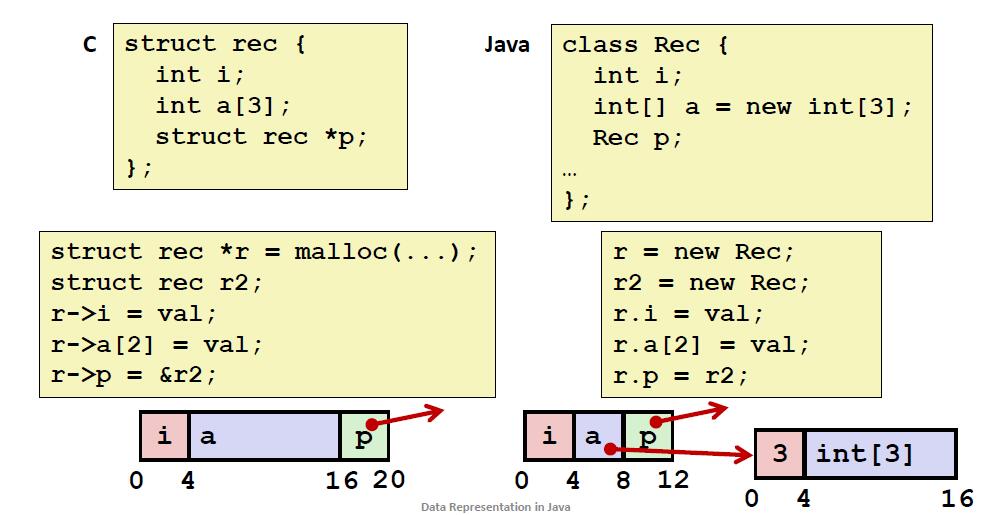 C
struct rec {
int i;
int a[3];
struct rec *p;
};
Java
class Rec {
int i;
int[] a = new int[3];
Rec p;
…
};
struct rec *r = malloc(...);
struct rec r2;
r->i = val;
r->a[2] = val;
r->p = &r2;
r = new Rec;
r2 = new Rec;
r.i = val;
r.a[2] = val;
r.p = r2;
i a p
0 4 16 20
i a p
0 4 8 12
3 int[3]
0 4 16
Data Representation in Java